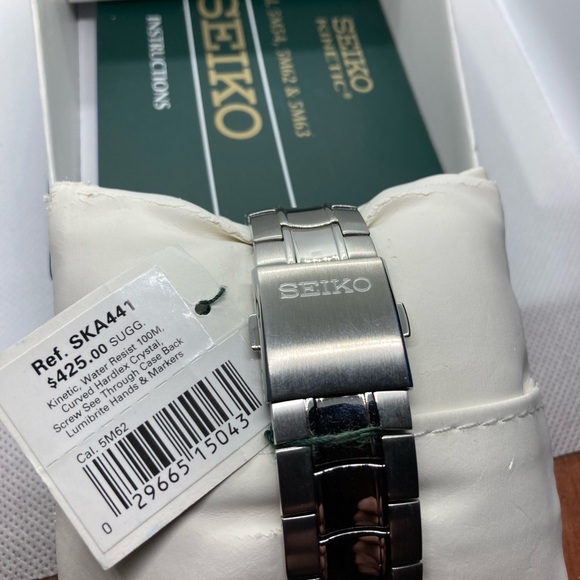 SEIKO
KINETIC®
5M54, 5M62 & 5M63
SEIKO
INSTRUCTIONS
SEIKO
Ref. SKA441
$425.00 SUGG
Kinetic, Water Resist 100M,
Curved Hardlex Crystal,
Screw See Through Case Back
Lumibrite Hands & Markers
Cal. 5M62
0 29665 15043